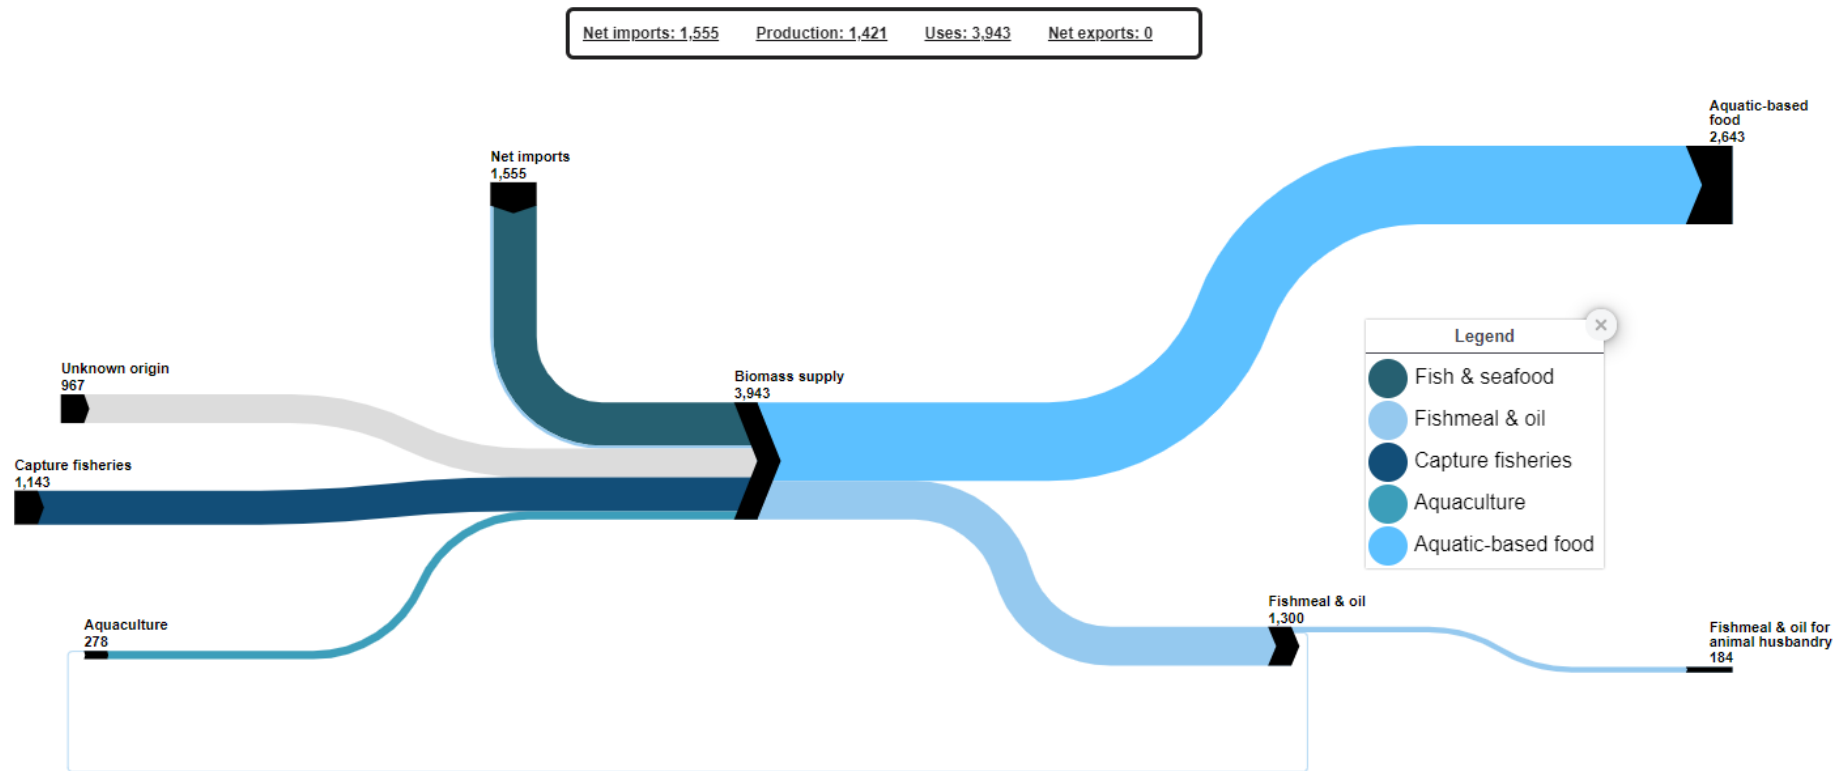 Net imports: 1,555 Production: 1,421 Uses: 3,943 Net exports: 0
Aquatic-based
food
2,643
Net imports
1,555
Unknown origin
967
Biomass supply
3,943
Capture fisheries
1,143
Aquaculture
278
Legend
Fish & seafood
Fishmeal & oil
Capture fisheries
Aquaculture
Aquatic-based food
Fishmeal & oil
1,300
Fishmeal & oil for
animal husbandry
184